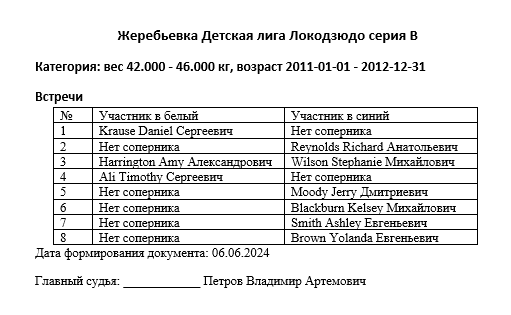 Жеребьевка Детская лига Локодзюдо серия В
Категория: вес 42.000 - 46.000 кг, возраст 2011-01-01 - 2012-12-31
Встречи
№ Участник в белый Участник в синий
1 Krause Daniel Сергеевич Нет соперника
2 Нет соперника Reynolds Richard Анатольевич
3 Harrington Amy Александрович Wilson Stephanie Михайлович
4 Ali Timothy Сергеевич Нет соперника
5 Нет соперника Moody Jerry Дмитриевич
6 Нет соперника Blackburn Kelsey Михайлович
7 Нет соперника Smith Ashley Евгеньевич
8 Нет соперника Brown Yolanda Евгеньевич
Дата формирования документа: 06.06.2024
Главный судья: ____________ Петров Владимир Артемович